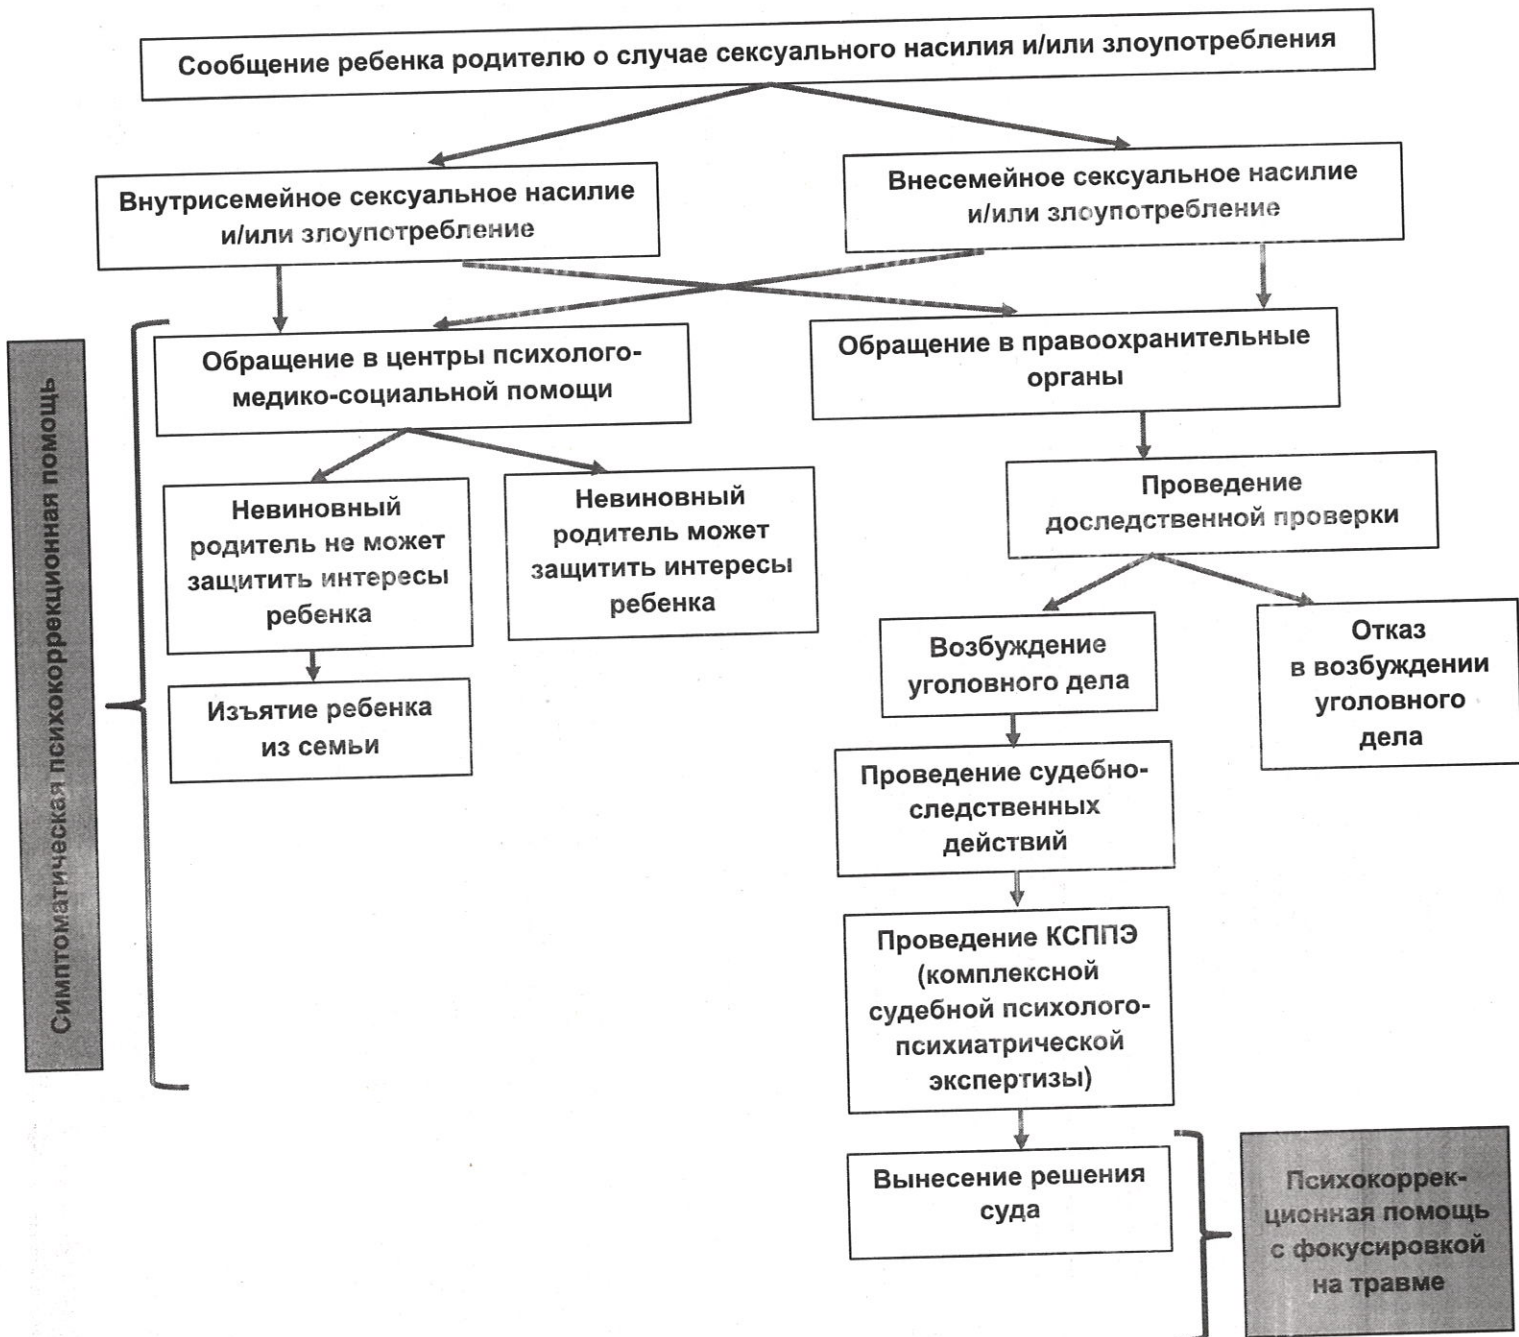 Сообщение ребенка родителю о случае сексуального насилия и/или злоупотребления
Внутрисемейное сексуальное насилие
и/или злоупотребление
Внесемейное сексуальное насилие
и/или злоупотребление
Симптоматическая психокоррекционная помощь
Обращение в центры психолого-
медико-социальной помощи
Обращение в правоохранительные
органы
Невиновный
родитель не может
защитить интересы
ребенка
Невиновный
родитель может
защитить интересы
ребенка
Проведение
доследственной проверки
Изъятие ребенка
из семьи
Возбуждение
уголовного дела
Отказ
в возбуждении
уголовного
дела
Проведение судебно-
следственных
действий
Проведение КСППЭ
(комплексной
судебной психолого-
психиатрической
экспертизы)
Вынесение решения
суда
Психокоррек-
ционная помощь
с фокусировкой
на травме